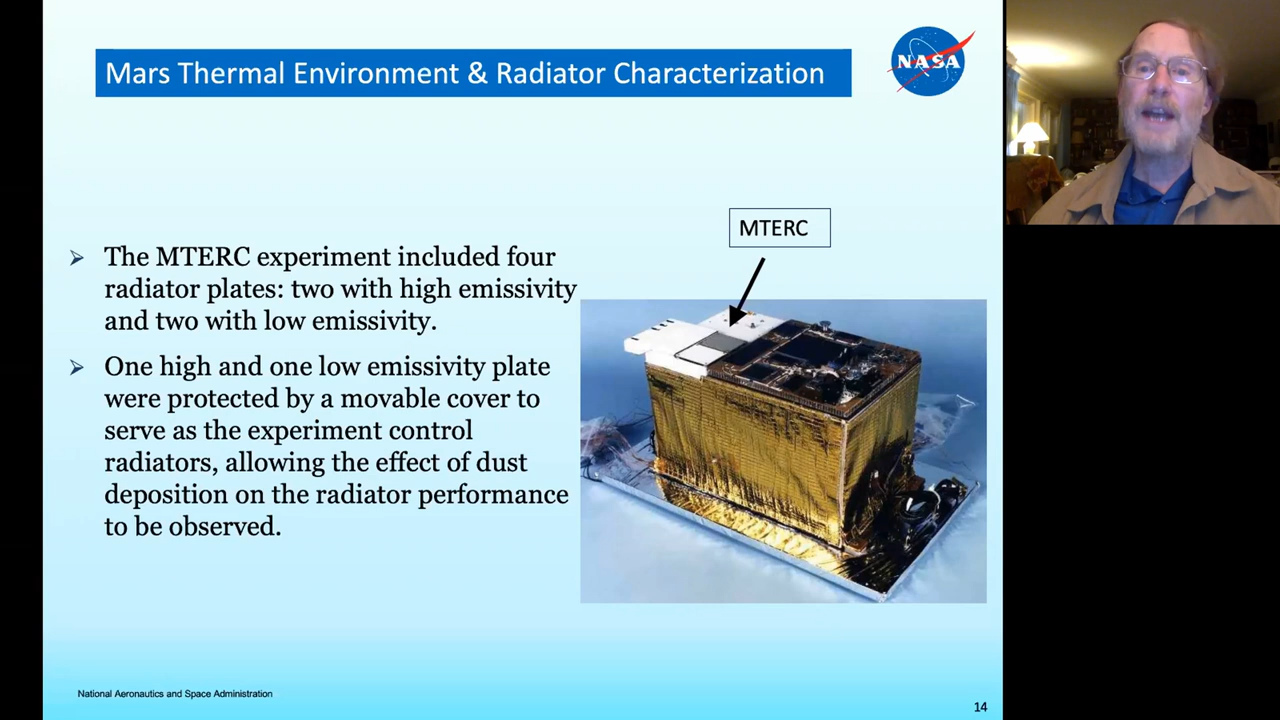 Mars Thermal Environment & Radiator Characterization
NASA
MTERC
➢ The MTERC experiment included four
radiator plates: two with high emissivity
and two with low emissivity.
➢ One high and one low emissivity plate
were protected by a movable cover to
serve as the experiment control
radiators, allowing the effect of dust
deposition on the radiator performance
to be observed.
National Aeronautics and Space Administration
14